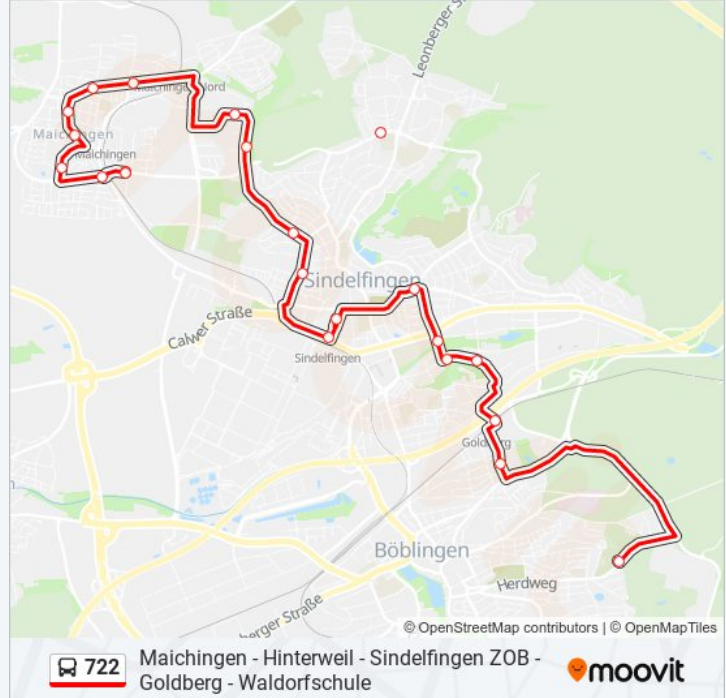 Leonberger S
Maichingen Nord
Maichingen
Maichingen
Sindelfingen
Calwer Straße
Sindelfingen
Goldberg
Böblingen
Herdweg
berger Straße
© OpenStreetMap contributors | © OpenMapTiles
722
Maichingen - Hinterweil - Sindelfingen ZOB -
Goldberg - Waldorfschule
moovit